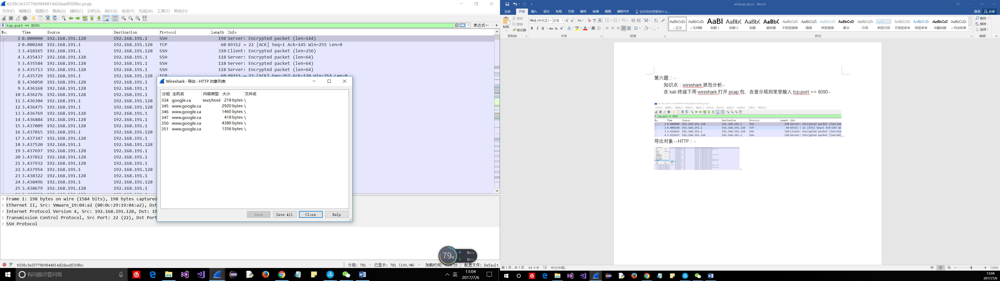 6338c3e33776b9844814d2daadf208bc.pcap
文件(F) 编辑(E) 视图(V) 跳转(G) 捕获(C) 分析(A) 统计(S) 电话(Y) 无线(W) 工具(T) 帮助(H)
tcp.port == 8090 表达式… +
No. Time Source Destination Protocol Length Info
1 0.000000 192.168.191.128 192.168.191.1 SSH 198 Server: Encrypted packet (len=144)
2 0.000248 192.168.191.1 192.168.191.128 TCP 60 49312 → 22 [ACK] Seq=1 Ack=145 Win=255 Len=0
3 3.418165 192.168.191.1 192.168.191.128 SSH 310 Client: Encrypted packet (len=256)
4 3.435437 192.168.191.128 192.168.191.1 SSH 118 Server: Encrypted packet (len=64)
5 3.435584 192.168.191.128 192.168.191.1 SSH 118 Server: Encrypted packet (len=64)
6 3.435713 192.168.191.128 192.168.191.1 SSH 118 Server: Encrypted packet (len=64)
7 3.435729 192.168.191.1 192.168.191.128 TCP 60 49311 → 22 [ACK] Seq=257 Ack=129 Win=254 Len=0
8 3.436050 192.168.191.128 192.168.191.1
9 3.436168 192.168.191.128 192.168.191.1
10 3.436276 192.168.191.128 192.168.191.1
11 3.436304 192.168.191.1 192.168.191.128
12 3.436475 192.168.191.1 192.168.191.128
13 3.436769 192.168.191.128 192.168.191.1
14 3.436884 192.168.191.128 192.168.191.1
15 3.437009 192.168.191.128 192.168.191.1
16 3.437015 192.168.191.1 192.168.191.128
17 3.437347 192.168.191.128 192.168.191.1
18 3.437520 192.168.191.1 192.168.191.128
19 3.437697 192.168.191.128 192.168.191.1
20 3.437812 192.168.191.128 192.168.191.1
21 3.437932 192.168.191.128 192.168.191.1
22 3.437954 192.168.191.1 192.168.191.128
23 3.438322 192.168.191.128 192.168.191.1
24 3.438496 192.168.191.1 192.168.191.128
25 3.438679 192.168.191.128 192.168.191.1
Wireshark · 导出 · HTTP 对象列表
分组 主机名 内容类型 大小 文件名
334 google.ca text/html 218 bytes \
345 www.google.ca 2920 bytes \
346 www.google.ca 1460 bytes \
347 www.google.ca 418 bytes \
350 www.google.ca 4380 bytes \
351 www.google.ca 1356 bytes \
Save Save All Close Help
Frame 1: 198 bytes on wire (1584 bits), 198 bytes captured
Ethernet II, Src: Vmware_19:04:a2 (00:0c:29:19:04:a2), Dst
Internet Protocol Version 4, Src: 192.168.191.128, Dst: 19
Transmission Control Protocol, Src Port: 22 (22), Dst Port
SSH Protocol
79%
0K/s
0K/s
6338c3e33776b9844814d2daadf208bc 分组: 781 · 已显示: 781 (100.0%) · 加载时间: 0:0.25 配置文件: Default
有问题尽管问我
英
13:04
2017/7/6
writeup.docx - Word
文件 开始 插入 设计 布局 引用 邮件 审阅 视图 福昕PDF 告诉我您想要做什么... 登录 共享
粘贴 剪切 复制 格式刷
等线 (中文正 五号
AaBbCcDc AaBbCcDc AaBl AaBbC AaBbC AaBbC AaBbCcDc AaBbCcDc AaBbCcDc AaBbCcD AaBbCcDc AaBbCcDc AaBbCcDc AaBbCcDc AaBbCcD AaBbCcDc
正文 无间隔 标题 1 标题 2 标题 副标题 不明显强调 强调 明显强调 要点 引用 明显引用 不明显参考 明显参考 书籍标题 列出段落
查找 替换 选择
剪贴板 字体 段落 样式 编辑
第六题：
知识点：wireshark 抓包分析
在 kali 终端下用 wireshark 打开 pcap 包，在显示规则里里输入 tcp.port == 8090
文件(F) 编辑(E) 视图(V) 跳转(G) 捕获(C) 分析(A) 统计(S) 电话(Y) 无线(W) 工具(T) 帮助(H)
tcp.port == 8090
No. Time Source Destination Protocol Length Info
1 0.000000 192.168.191.128 192.168.191.1 SSH 198 Server: Encrypted packet (len=144
2 0.000248 192.168.191.1 192.168.191.128 TCP 60 49312 → 22 [ACK] Seq=1 Ack=145 Wi
3 3.418165 192.168.191.1 192.168.191.128 SSH 310 Client: Encrypted packet (len=256
4 3.435437 192.168.191.128 192.168.191.1 SSH 118 Server: Encrypted packet (len=64)
导出对象--HTTP：
第 1 页，共 1 页 44 个字 中文(中国) 130%
13:04
2017/7/6